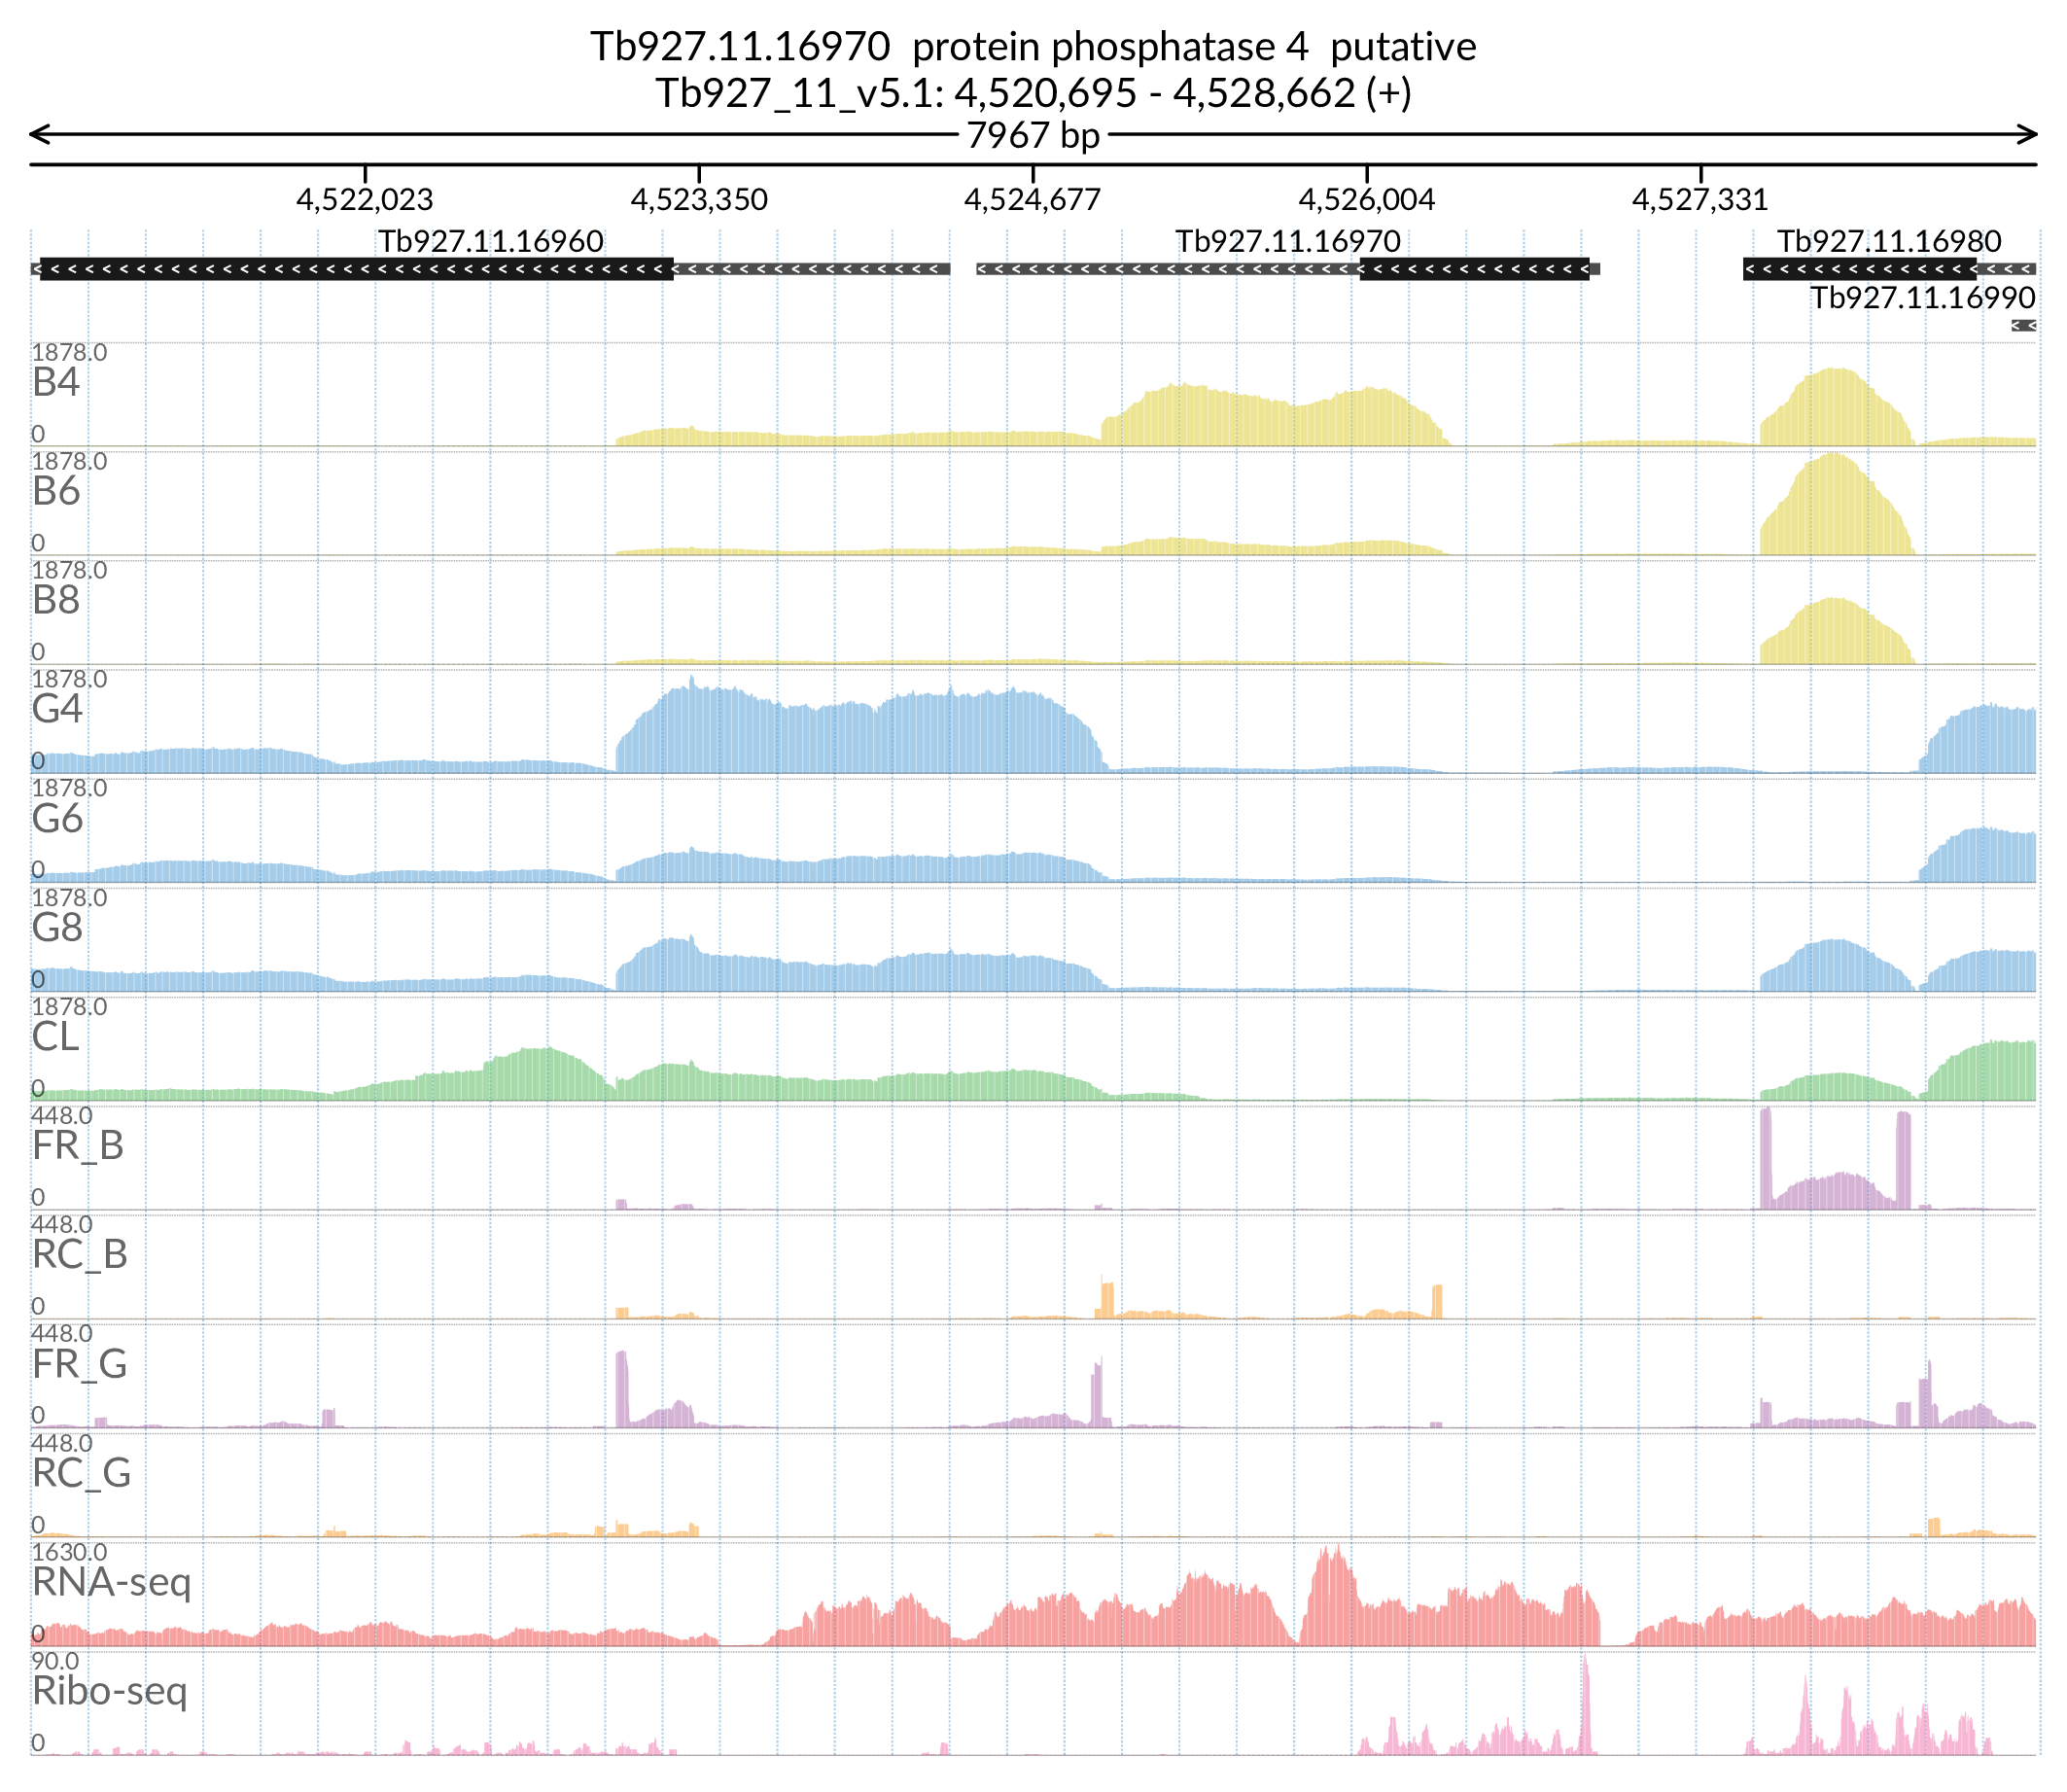 Tb927.11.16970 protein phosphatase 4 putative
Tb927_11_v5.1: 4,520,695 - 4,528,662 (+)
7967 bp
4,522,023 4,523,350 4,524,677 4,526,004 4,527,331
Tb927.11.16960 Tb927.11.16970 Tb927.11.16980
Tb927.11.16990
1878.0
B4
0
1878.0
B6
0
1878.0
B8
0
1878.0
G4
0
1878.0
G6
0
1878.0
G8
0
1878.0
CL
0
448.0
FR_B
0
448.0
RC_B
0
448.0
FR_G
0
448.0
RC_G
0
1630.0
RNA-seq
0
90.0
Ribo-seq
0